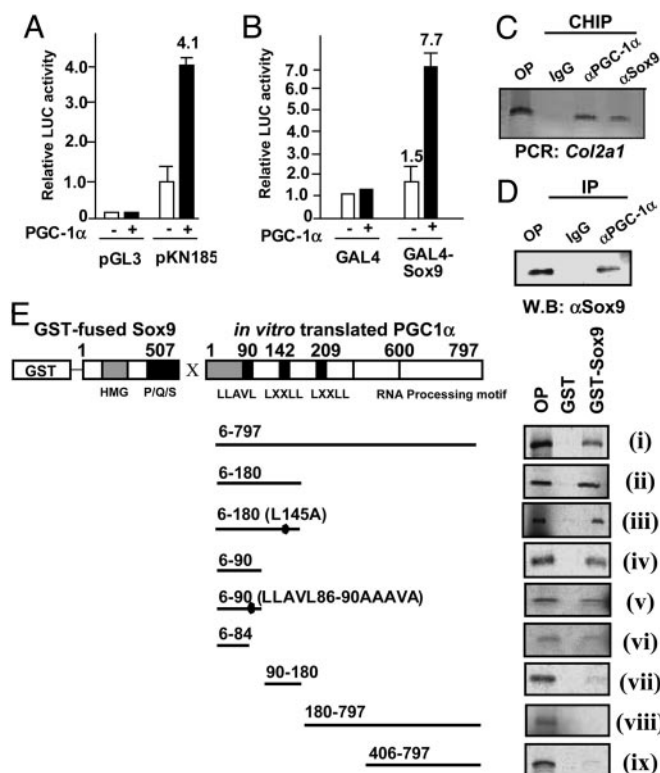 A
Relative LUC activity
4.0
3.0
2.0
1.0
0
4.1
PGC-1α - + - +
pGL3 pKN185
B
Relative LUC activity
7.0
6.0
5.0
4.0
3.0
2.0
1.0
0
1.5
7.7
PGC-1α - + - +
GAL4 GAL4-
Sox9
C
CHIP
OP IgG αPGC-1α αSox9
PCR: Col2a1
D
IP
OP IgG αPGC-1α
W.B: αSox9
E
GST-fused Sox9 in vitro translated PGC1α
1 507 1 90 142 209 600 797
GST X
HMG P/Q/S LLAVL LXXLL LXXLL RNA Processing motif
OP GST GST-Sox9
6-797 (i)
6-180 (ii)
6-180 (L145A) (iii)
6-90 (iv)
6-90 (LLAVL86-90AAAVA) (v)
6-84 (vi)
90-180 (vii)
180-797 (viii)
406-797 (ix)